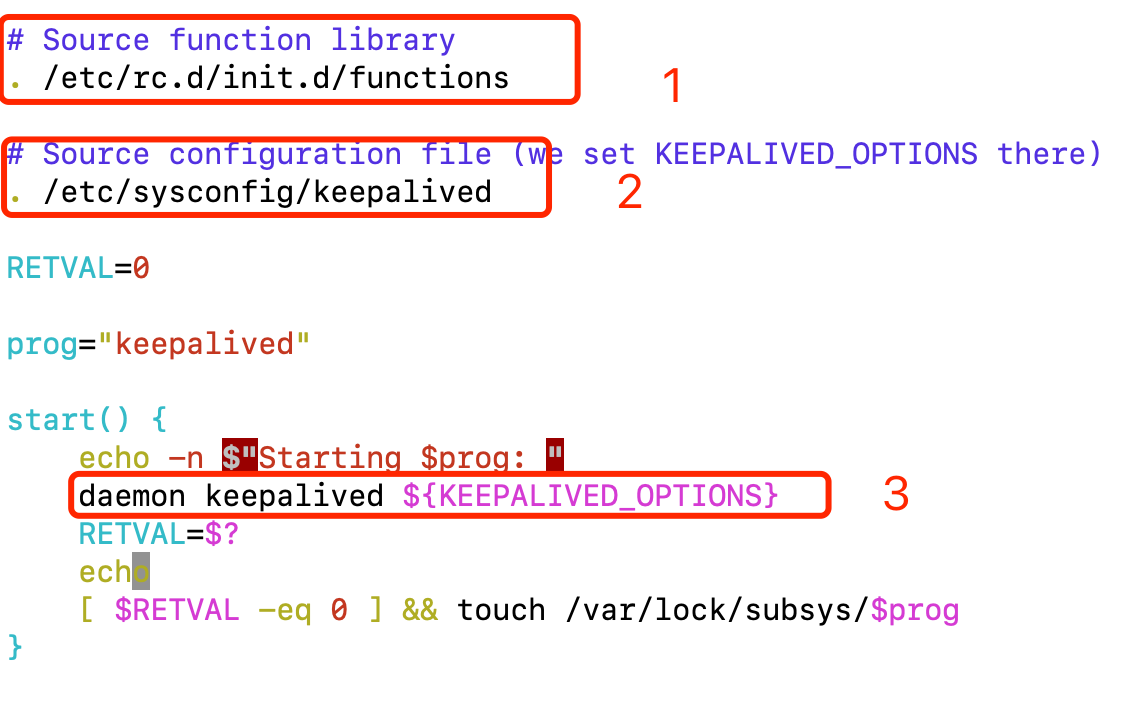 # Source function library
. /etc/rc.d/init.d/functions
1
# Source configuration file (we set KEEPALIVED_OPTIONS there)
. /etc/sysconfig/keepalived
2
RETVAL=0
prog="keepalived"
start() {
    echo -n $"Starting $prog: "
    daemon keepalived ${KEEPALIVED_OPTIONS}
3
    RETVAL=$?
    echo
    [ $RETVAL -eq 0 ] && touch /var/lock/subsys/$prog
}